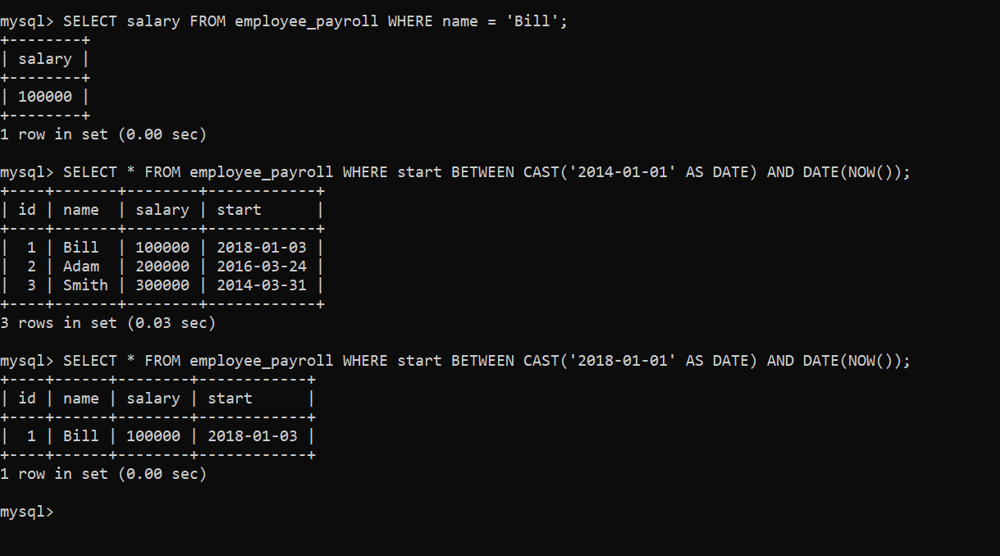 mysql> SELECT salary FROM employee_payroll WHERE name = 'Bill';
+--------+
| salary |
+--------+
| 100000 |
+--------+
1 row in set (0.00 sec)

mysql> SELECT * FROM employee_payroll WHERE start BETWEEN CAST('2014-01-01' AS DATE) AND DATE(NOW());
+----+-------+--------+------------+
| id | name  | salary | start      |
+----+-------+--------+------------+
|  1 | Bill  | 100000 | 2018-01-03 |
|  2 | Adam  | 200000 | 2016-03-24 |
|  3 | Smith | 300000 | 2014-03-31 |
+----+-------+--------+------------+
3 rows in set (0.03 sec)

mysql> SELECT * FROM employee_payroll WHERE start BETWEEN CAST('2018-01-01' AS DATE) AND DATE(NOW());
+----+------+--------+------------+
| id | name | salary | start      |
+----+------+--------+------------+
|  1 | Bill | 100000 | 2018-01-03 |
+----+------+--------+------------+
1 row in set (0.00 sec)

mysql>